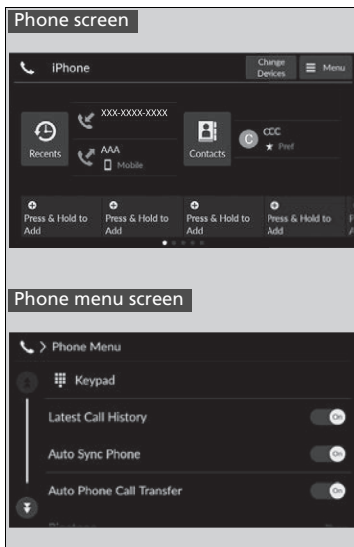 Phone screen
iPhone
Change
Devices
Menu
XXX-XXXX-XXXX
AAA
Mobile
Recents
Contacts
C
CCC
★ Pref
Press & Hold to
Add
Press & Hold to
Add
Press & Hold to
Add
Press & Hold to
Add
Phone menu screen
> Phone Menu
Keypad
Latest Call History
On
Auto Sync Phone
On
Auto Phone Call Transfer
On